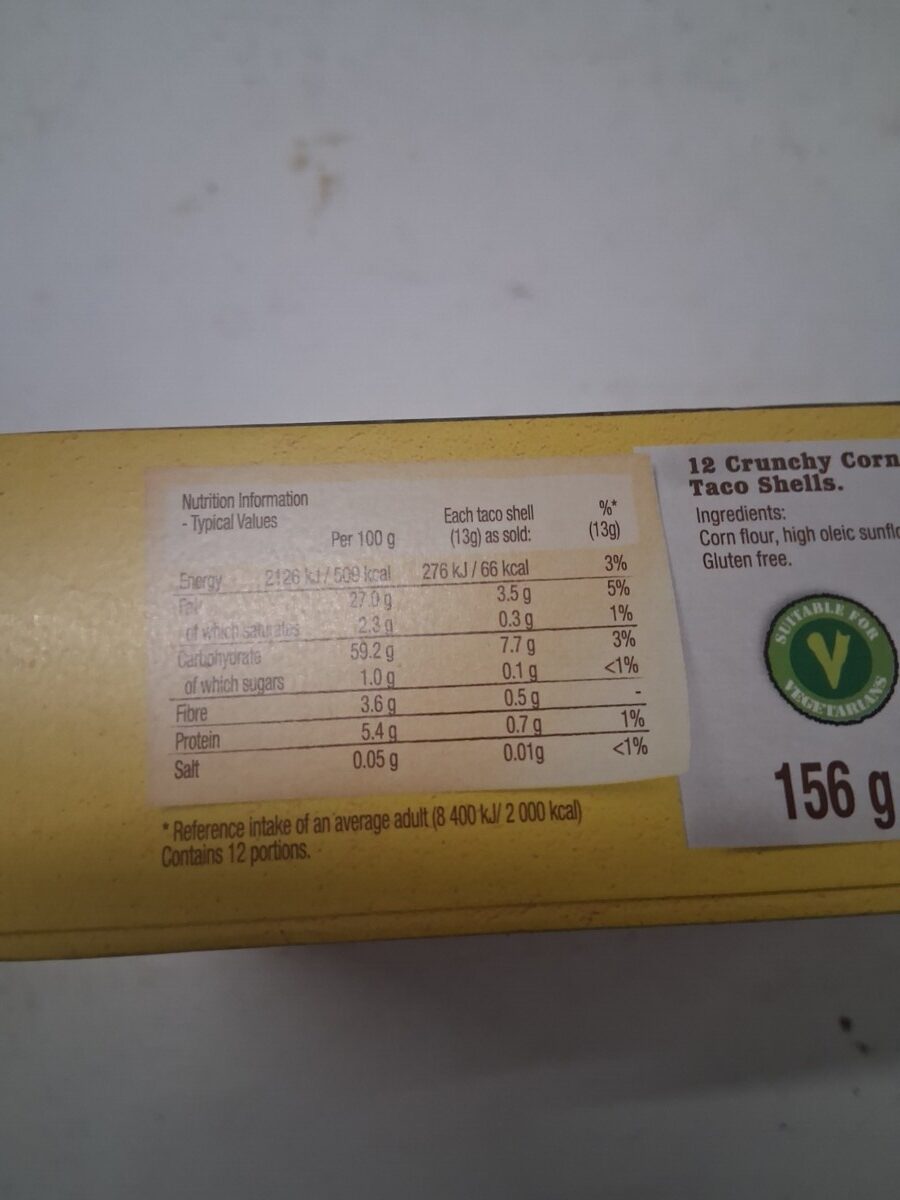 Nutrition Information
- Typical Values
Per 100 g
Each taco shell
(13g) as sold:
%*
(13g)
Energy 2126 kJ / 509 kcal 276 kJ / 66 kcal 3%
Fat 27.0 g 3.5 g 5%
of which saturates 2.3 g 0.3 g 1%
Carbohydrate 59.2 g 7.7 g 3%
of which sugars 1.0 g 0.1 g <1%
Fibre 3.6 g 0.5 g -
Protein 5.4 g 0.7 g 1%
Salt 0.05 g 0.01g <1%
* Reference intake of an average adult (8 400 kJ/ 2 000 kcal)
Contains 12 portions.
12 Crunchy Corn
Taco Shells.
Ingredients:
Corn flour, high oleic
Gluten free.
SUITABLE FOR
V
VEGETARIANS
156 g